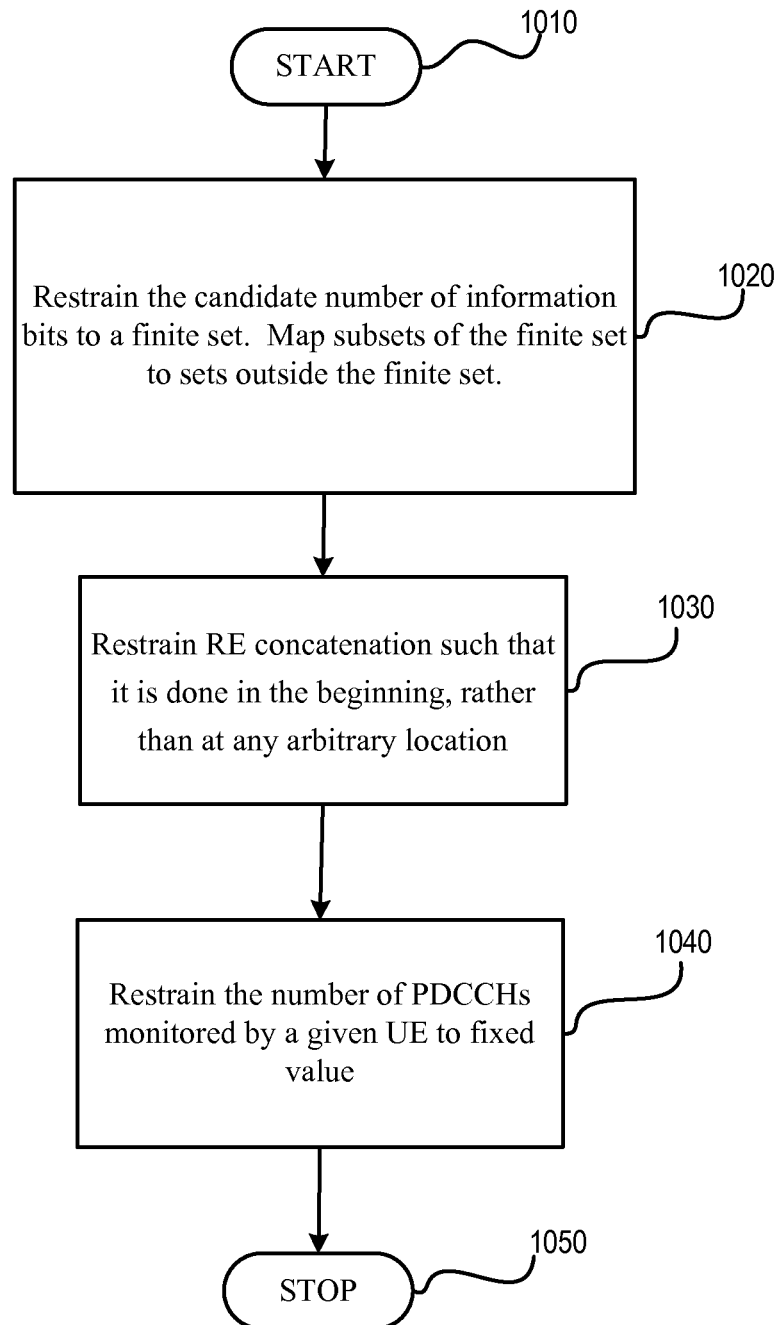 1010
START
1020
Restrain the candidate number of information
bits to a finite set.  Map subsets of the finite set
to sets outside the finite set.
1030
Restrain RE concatenation such that
it is done in the beginning, rather
than at any arbitrary location
1040
Restrain the number of PDCCHs
monitored by a given UE to fixed
value
1050
STOP